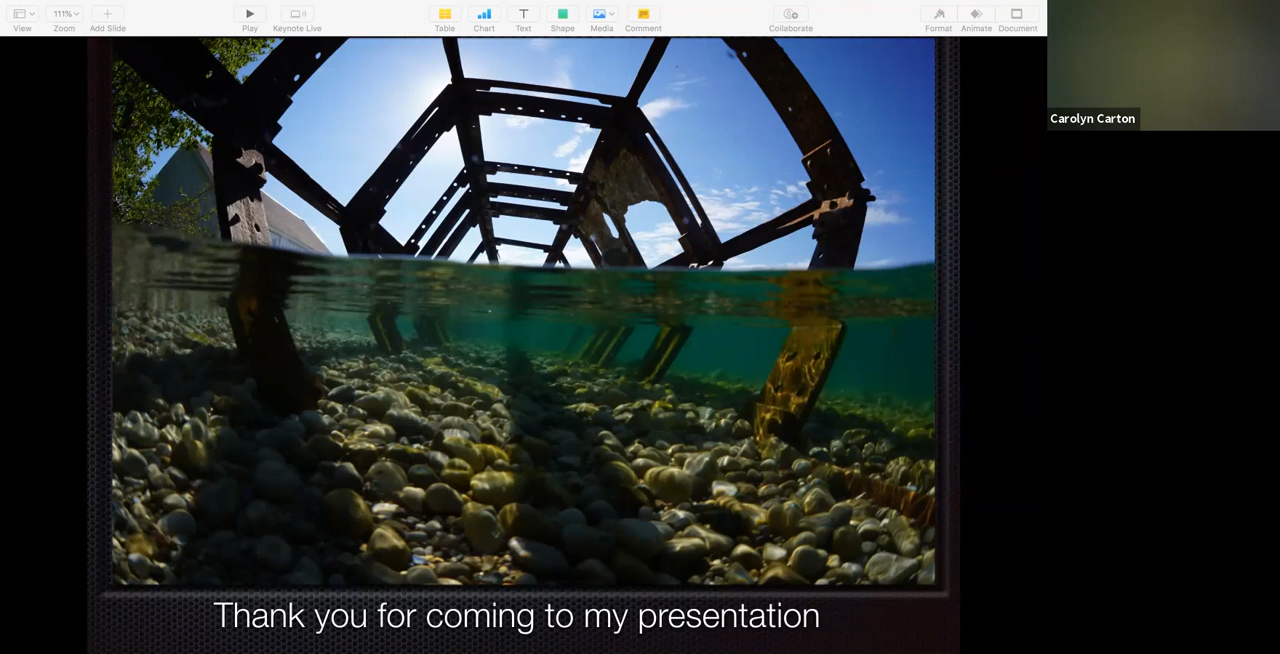 111%
View
Zoom
Add Slide
Play
Keynote Live
Table
Chart
Text
Shape
Media
Comment
Collaborate
Format
Animate
Document
Carolyn Carton
Thank you for coming to my presentation